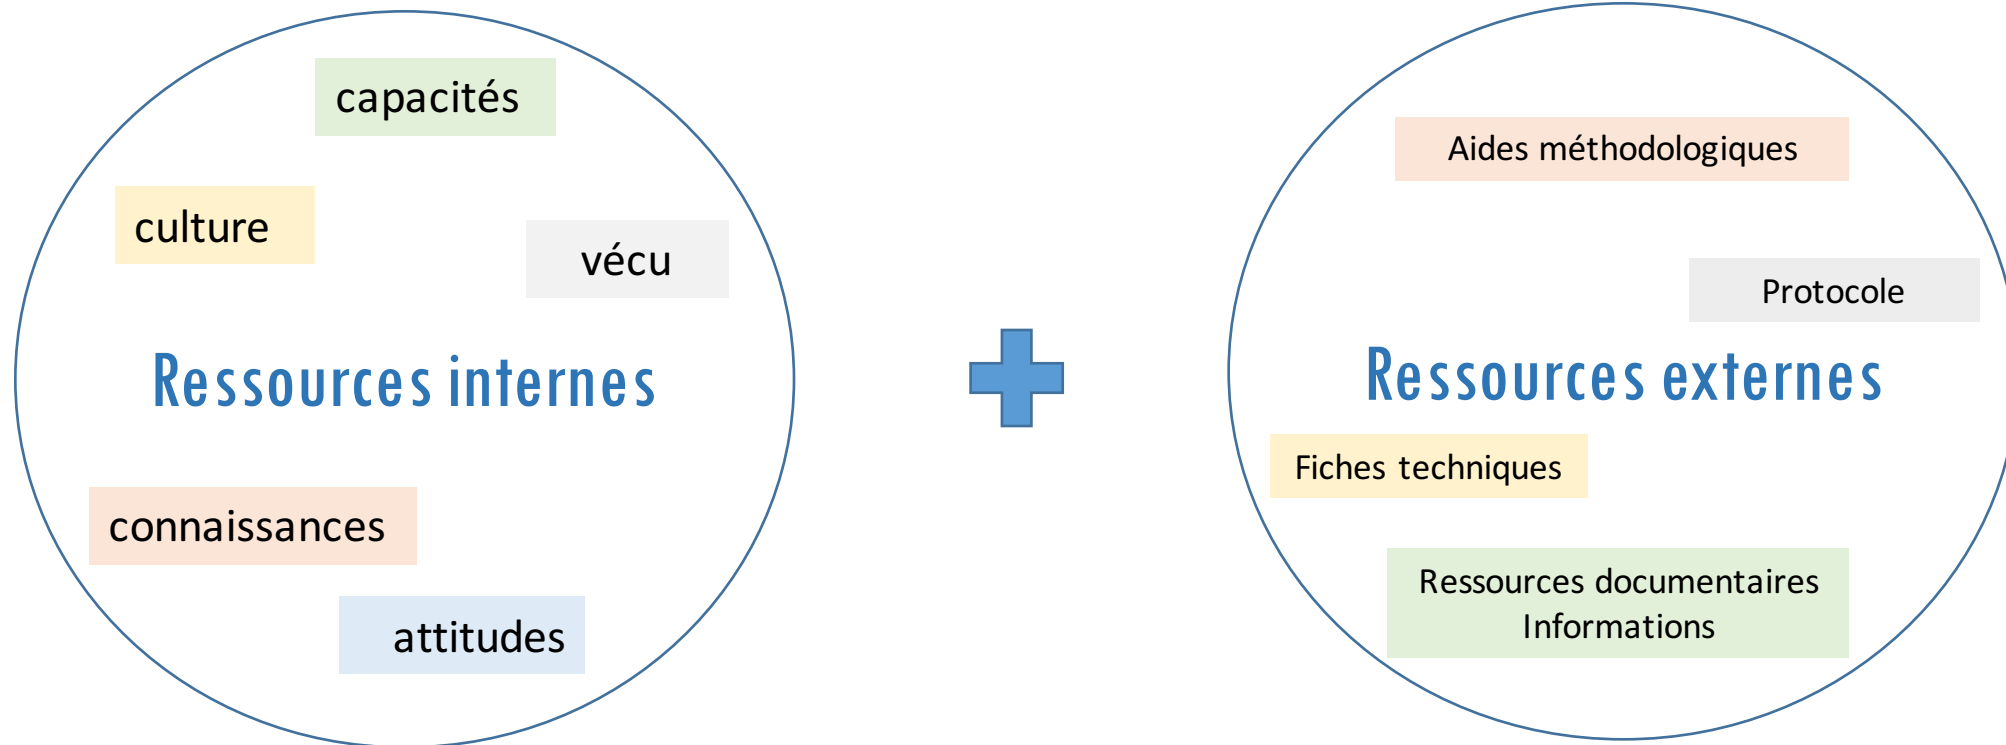 capacités
culture
vécu
Ressources internes
connaissances
attitudes
Aides méthodologiques
Protocole
Ressources externes
Fiches techniques
Ressources documentaires
Informations